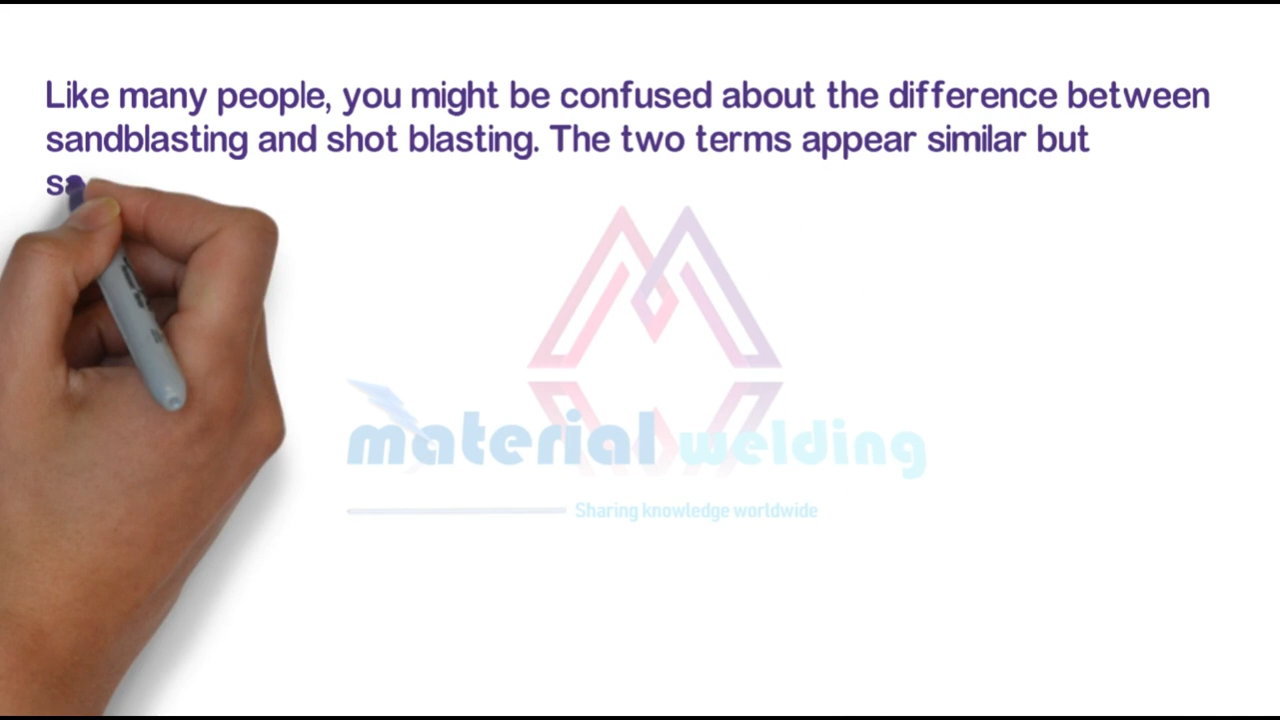 Like many people, you might be confused about the difference between
sandblasting and shot blasting. The two terms appear similar but
sa
material welding
Sharing knowledge worldwide